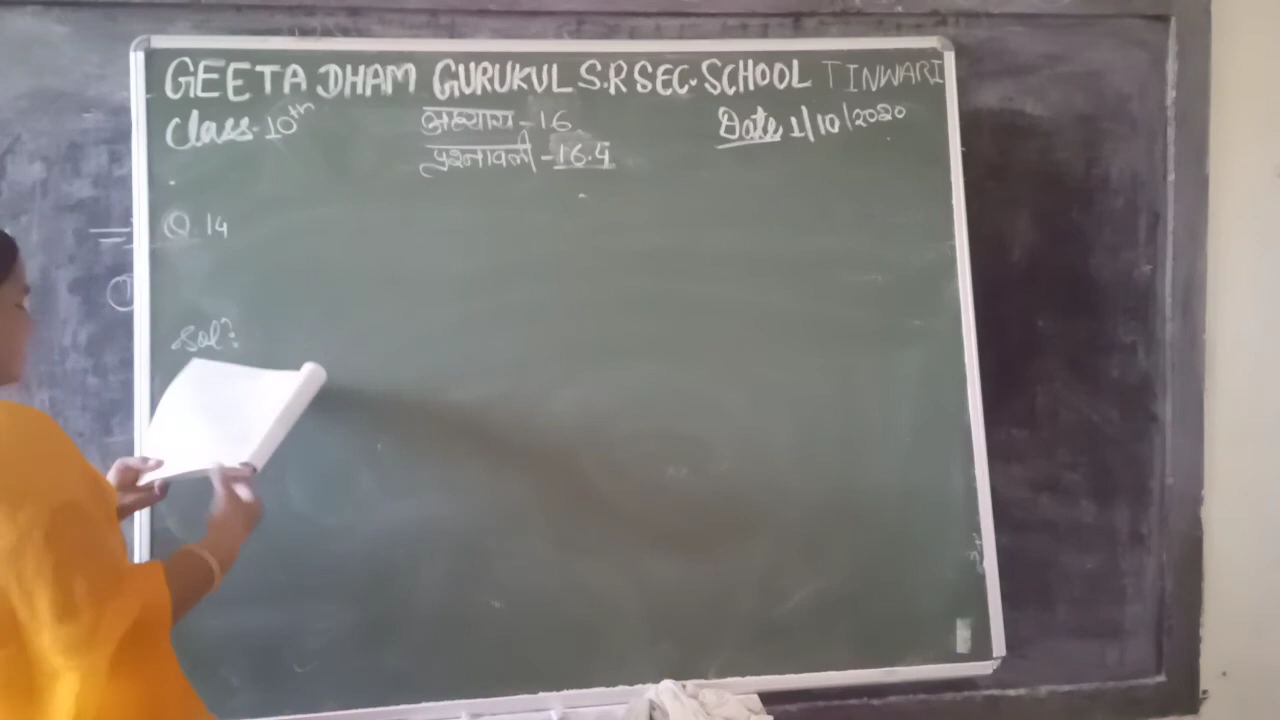 GEETA DHAM GURUKUL S.R SEC. SCHOOL TINWARI
Class-10th अध्याय-16 Date 1/10/2020
प्रश्नावली-16.4
Q. 14
Sol?